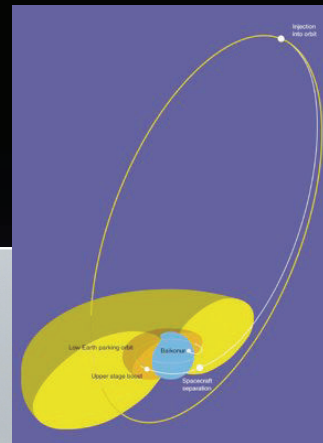 Injection
into orbit
Low-Earth parking orbit
Baikonur
Upper stage boost
Spacecraft
separation